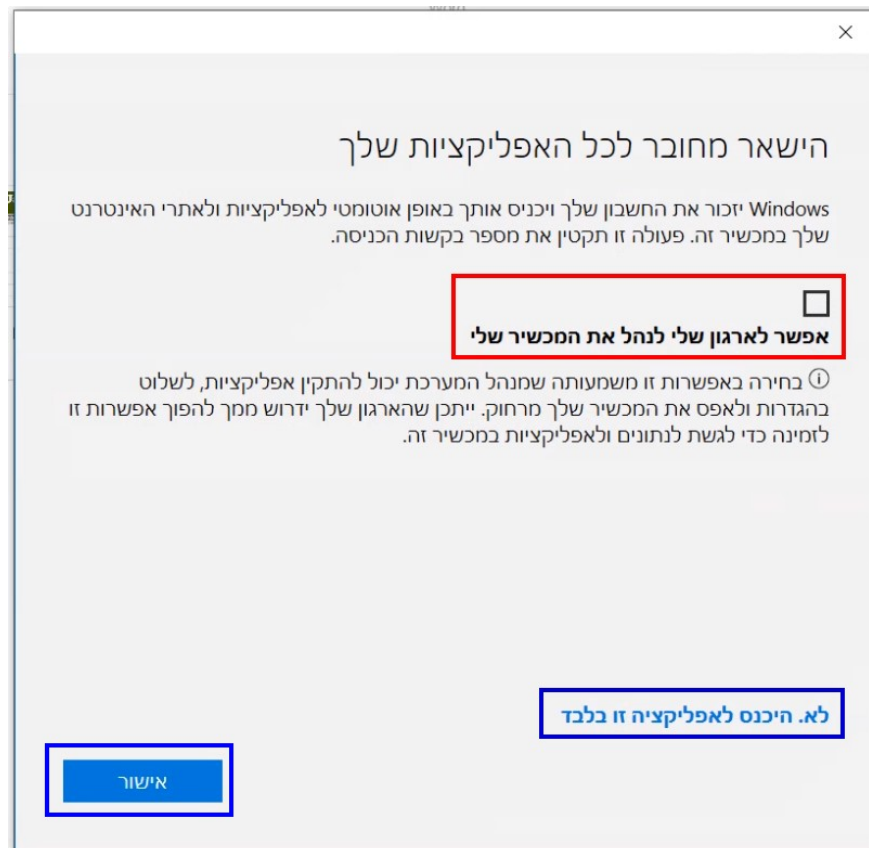 הישאר מחובר לכל האפליקציות שלך
Windows יזכור את החשבון שלך ויכניס אותך באופן אוטומטי לאפליקציות ולאתרי האינטרנט
שלך במכשיר זה. פעולה זו תקטין את מספר בקשות הכניסה.
אפשר לארגון שלי לנהל את המכשיר שלי
בחירה באפשרות זו משמעותה שמנהל המערכת יכול להתקין אפליקציות, לשלוט
בהגדרות ולאפס את המכשיר שלך מרחוק. ייתכן שהארגון שלך ידרוש ממך להפוך אפשרות זו
לזמינה כדי לגשת לנתונים ולאפליקציות במכשיר זה.
לא. היכנס לאפליקציה זו בלבד
אישור